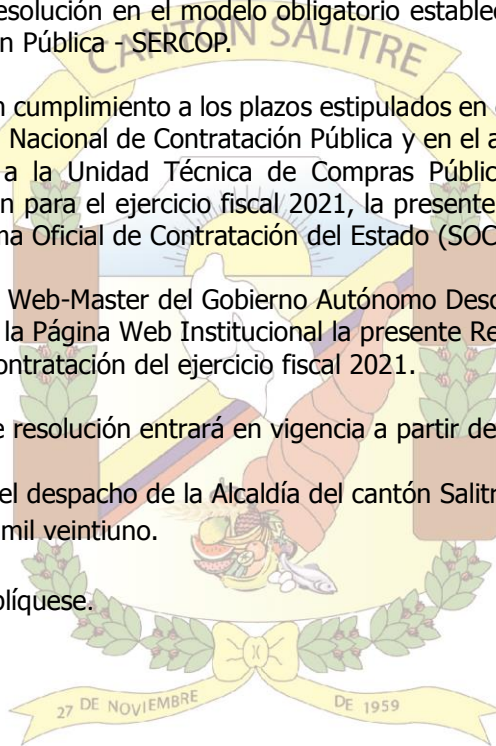 esolución en el modelo obligatorio establec
n Pública - SERCOP.
CANTÓN SALITRE
n cumplimiento a los plazos estipulados en
Nacional de Contratación Pública y en el a
a la Unidad Técnica de Compras Públic
n para el ejercicio fiscal 2021, la presente
ma Oficial de Contratación del Estado (SOC
Web-Master del Gobierno Autónomo Desc
la Página Web Institucional la presente Re
ontratación del ejercicio fiscal 2021.
e resolución entrará en vigencia a partir de
el despacho de la Alcaldía del cantón Salitr
mil veintiuno.
olíquese.
27 DE NOVIEMBRE DE 1959